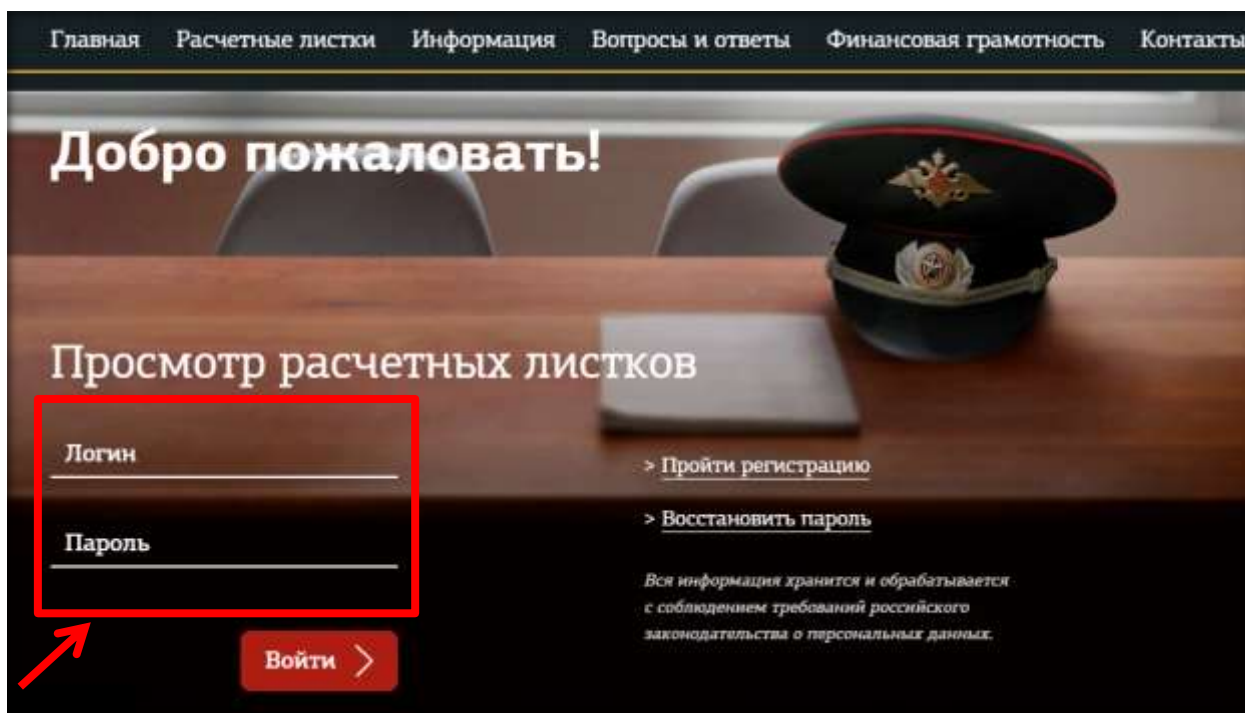 Главная Расчетные листки Информация Вопросы и ответы Финансовая грамотность Контакты
Добро пожаловать!
Просмотр расчетных листков
Логин
> Пройти регистрацию
> Восстановить пароль
Пароль
Вся информация хранится и обрабатывается
с соблюдением требований российского
законодательства о персональных данных.
Войти